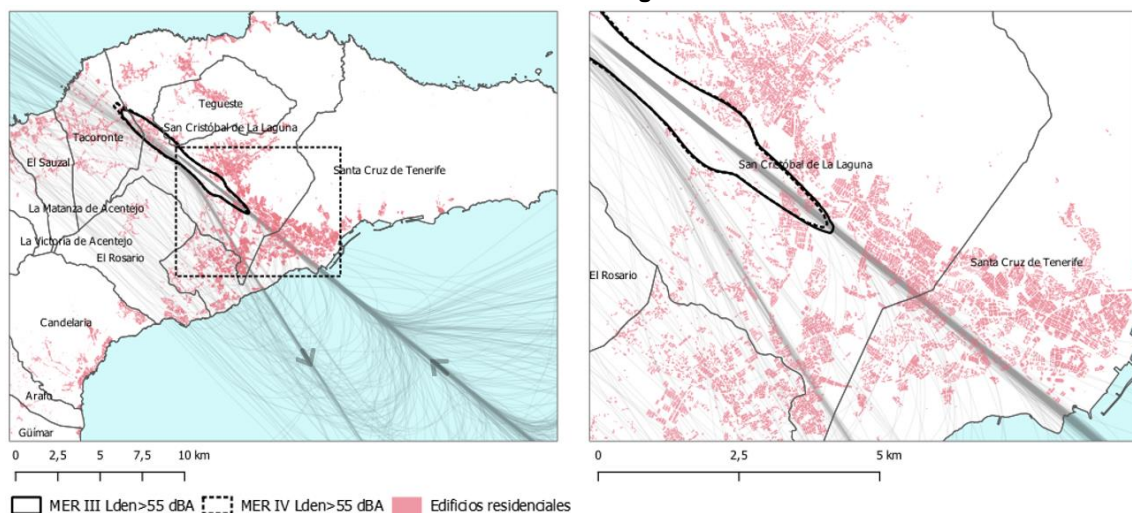 Tegueste
San Cristóbal de La Laguna
Tacoronte
El Sauzal
Santa Cruz de Tenerife
La Matanza de Acentejo
La Victoria de Acentejo
El Rosario
Candelaria
Arafo
Güímar
San Cristóbal de La Laguna
Santa Cruz de Tenerife
El Rosario
0 2,5 5 7,5 10 km
0 2,5 5 km
MER III Lden>55 dBA MER IV Lden>55 dBA Edificios residenciales